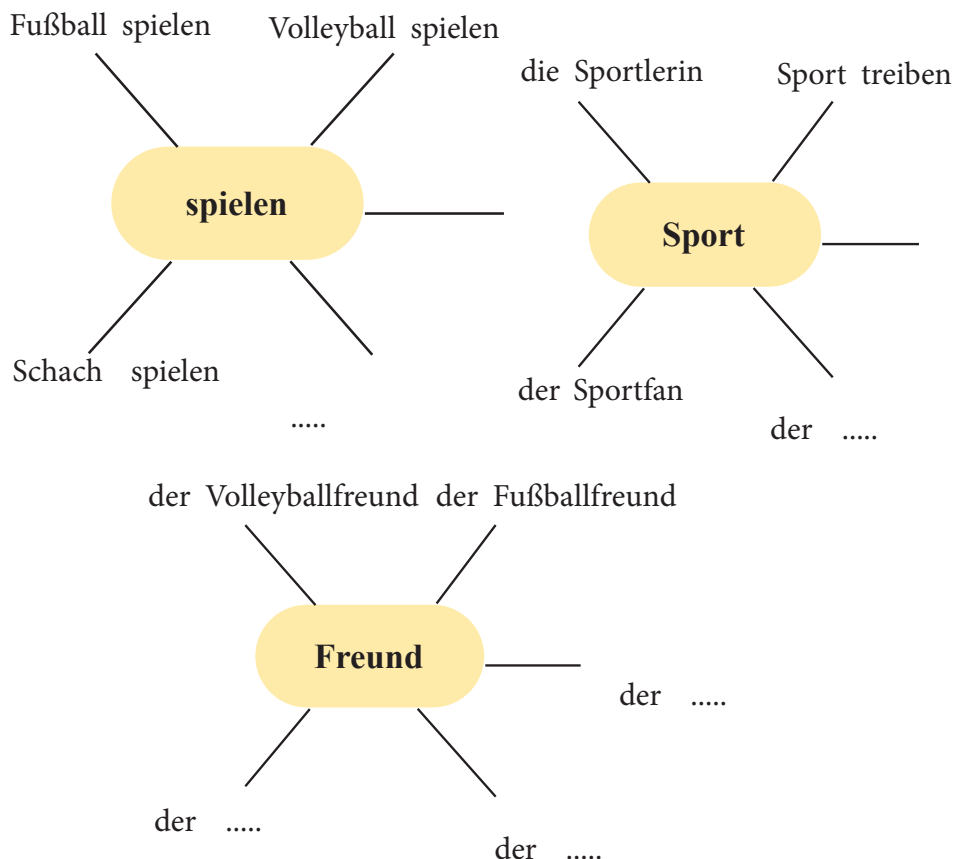 Fußball spielen
Volleyball spielen
spielen
Schach spielen
.....
die Sportlerin
Sport treiben
Sport
der Sportfan
der .....
der Volleyballfreund
der Fußballfreund
Freund
der .....
der .....
der .....